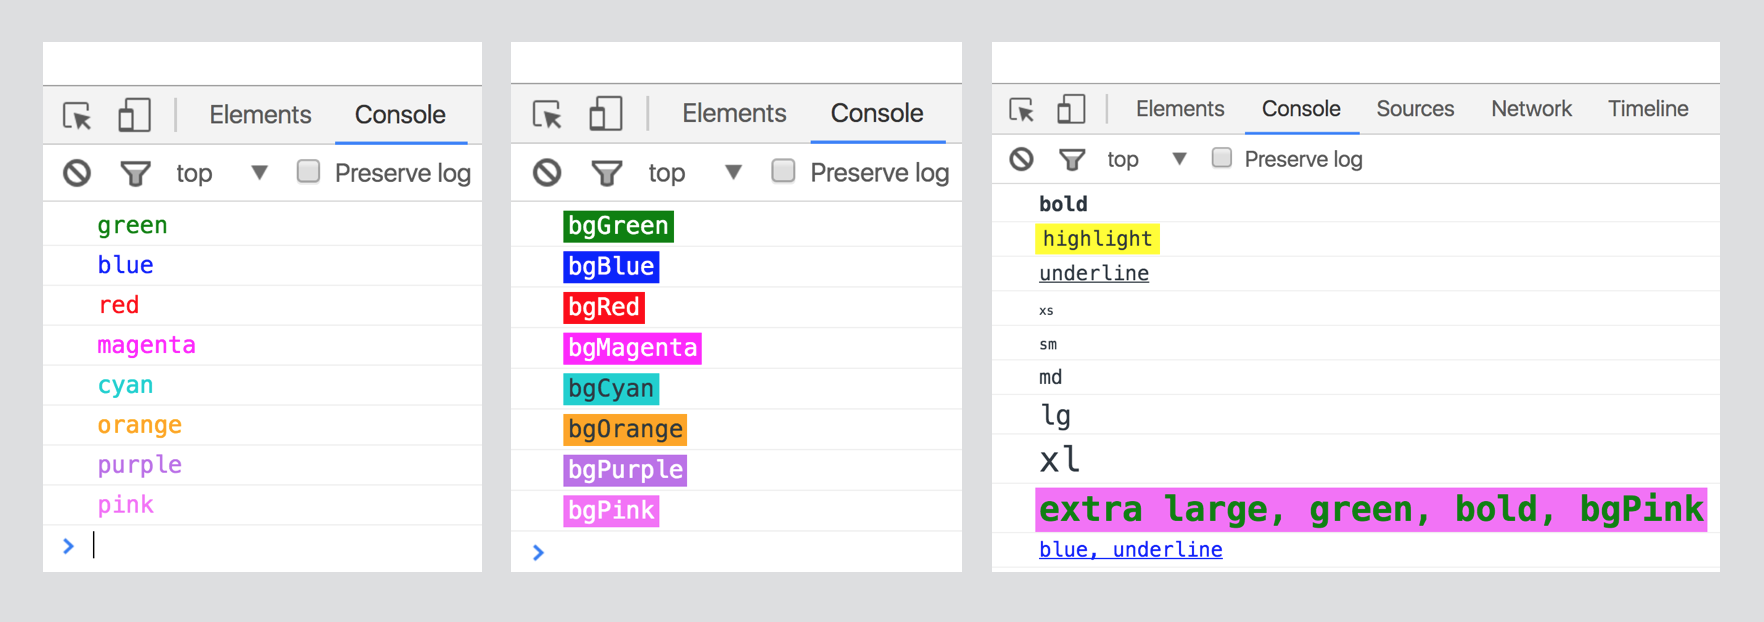 Elements Console
top Preserve log
green
blue
red
magenta
cyan
orange
purple
pink
Elements Console
top Preserve log
bgGreen
bgBlue
bgRed
bgMagenta
bgCyan
bgOrange
bgPurple
bgPink
Elements Console Sources Network Timeline
top Preserve log
bold
highlight
underline
xs
sm
md
lg
xl
extra large, green, bold, bgPink
blue, underline